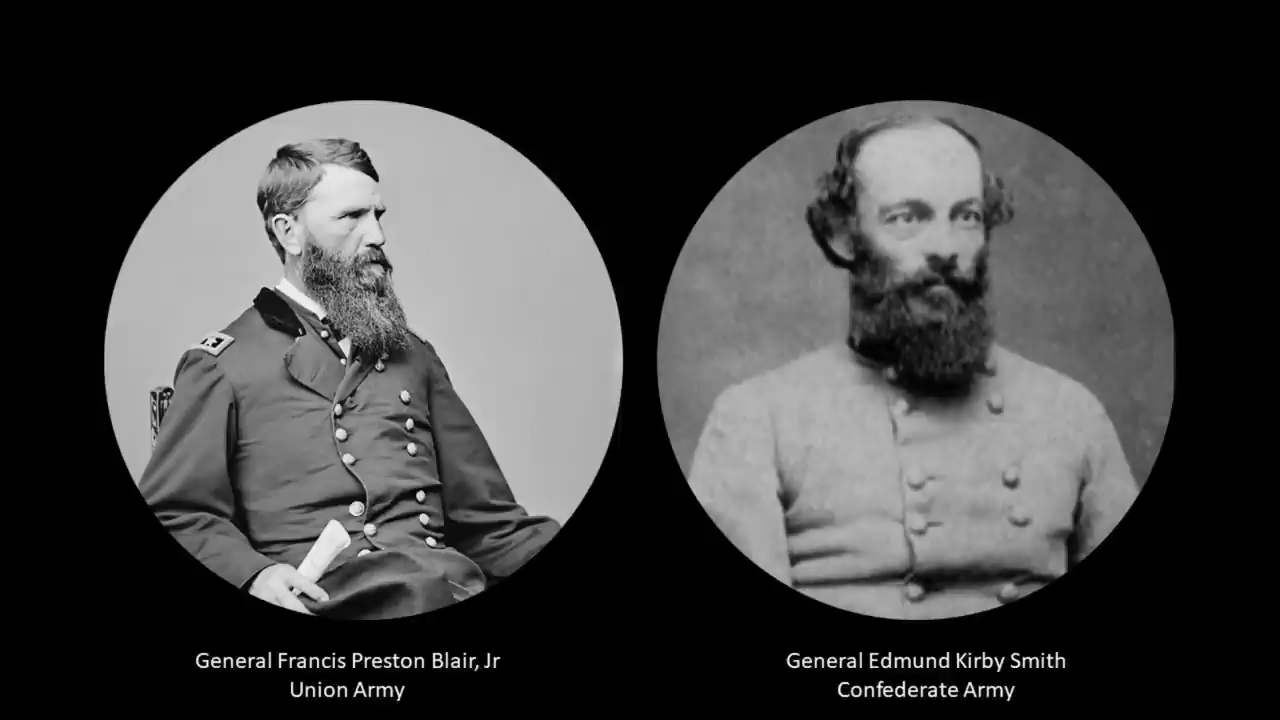 General Francis Preston Blair, Jr
Union Army
General Edmund Kirby Smith
Confederate Army